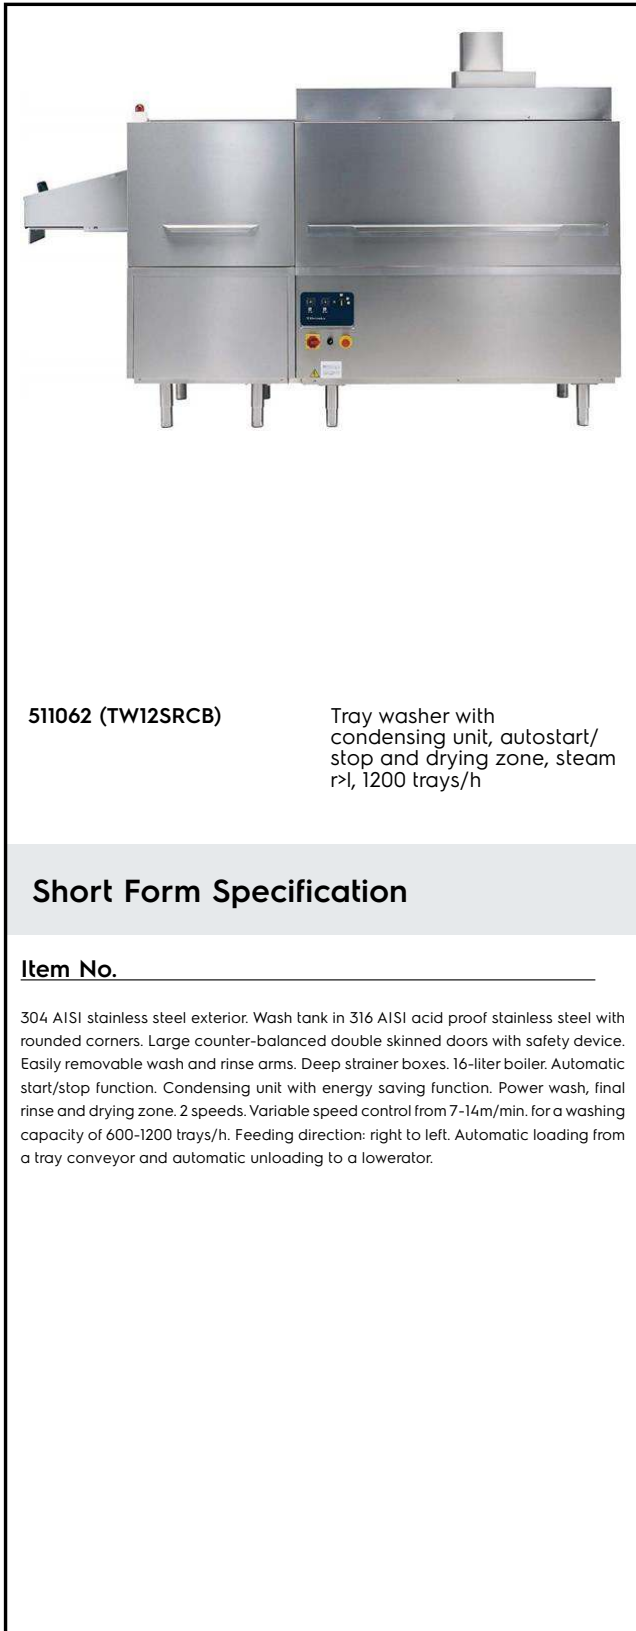 511062 (TW12SRCB)
Tray washer with
condensing unit, autostart/
stop and drying zone, steam
r>l, 1200 trays/h
Short Form Specification
Item No.
304 AISI stainless steel exterior. Wash tank in 316 AISI acid proof stainless steel with
rounded corners. Large counter-balanced double skinned doors with safety device.
Easily removable wash and rinse arms. Deep strainer boxes. 16-liter boiler. Automatic
start/stop function. Condensing unit with energy saving function. Power wash, final
rinse and drying zone. 2 speeds. Variable speed control from 7-14m/min. for a washing
capacity of 600-1200 trays/h. Feeding direction: right to left. Automatic loading from
a tray conveyor and automatic unloading to a lowerator.